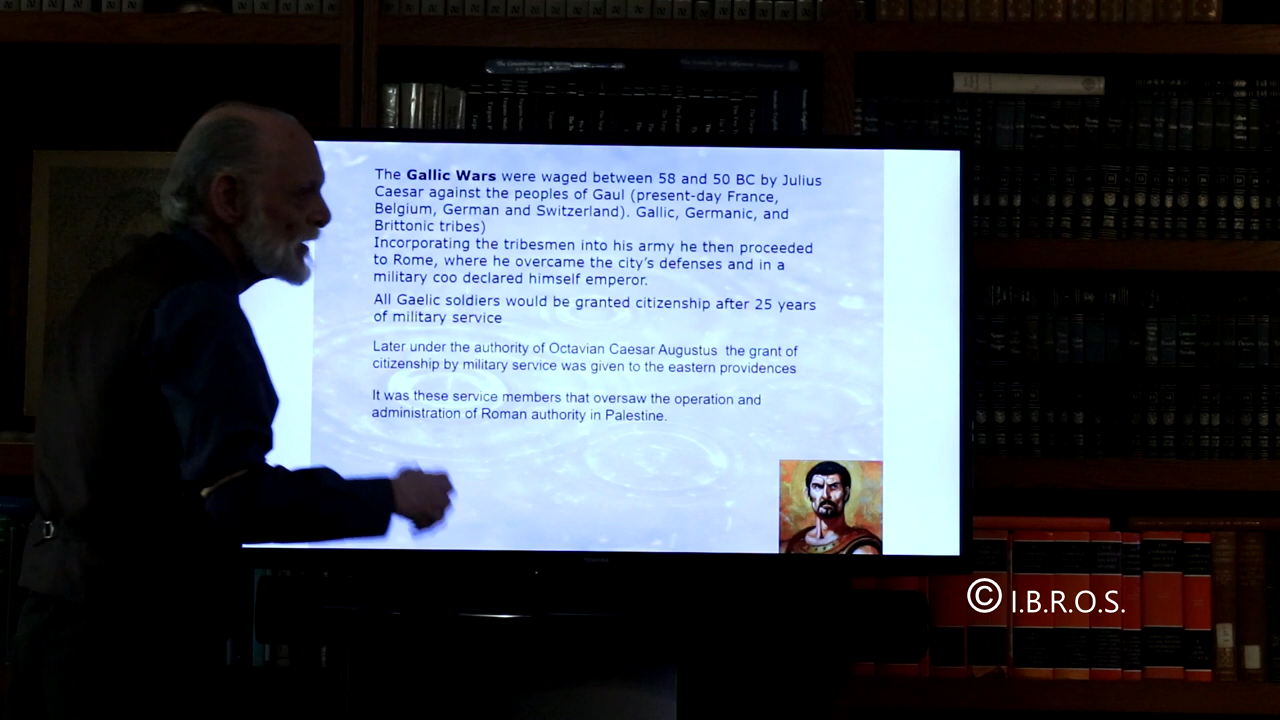 The Gallic Wars were waged between 58 and 50 BC by Julius
Caesar against the peoples of Gaul (present-day France,
Belgium, German and Switzerland). Gallic, Germanic, and
Brittonic tribes)
Incorporating the tribesmen into his army he then proceeded
to Rome, where he overcame the city's defenses and in a
military coo declared himself emperor.
All Gaelic soldiers would be granted citizenship after 25 years
of military service
Later under the authority of Octavian Caesar Augustus the grant of
citizenship by military service was given to the eastern providences
It was these service members that oversaw the operation and
administration of Roman authority in Palestine.
© I.B.R.O.S.